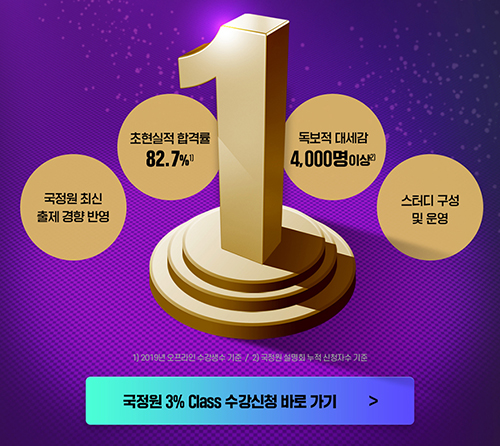 1
초현실적 합격률
82.7%1)
독보적 대세감
4,000명이상2)
국정원 최신
출제 경향 반영
스터디 구성
및 운영
1) 2019년 오프라인 수강생수 기준 / 2) 국정원 설명회 누적 신청자수 기준
국정원 3% Class 수강신청 바로 가기 >